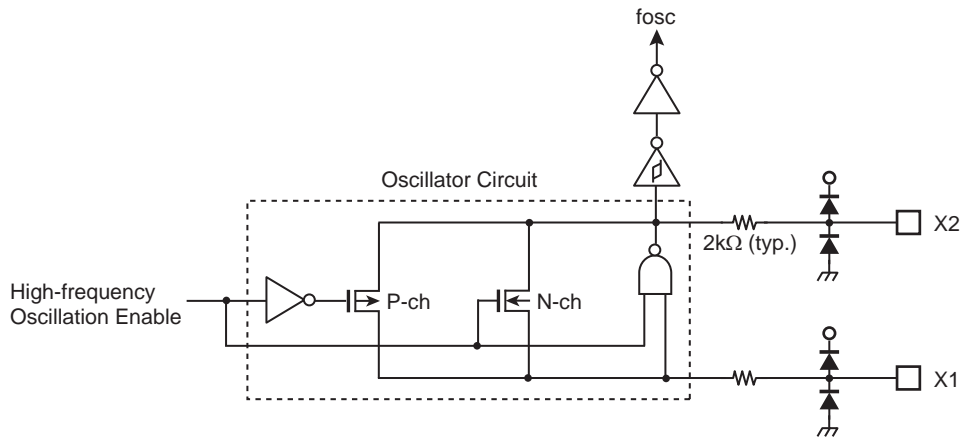 fosc
Oscillator Circuit
X2
2kΩ (typ.)
High-frequency
Oscillation Enable
P-ch
N-ch
X1